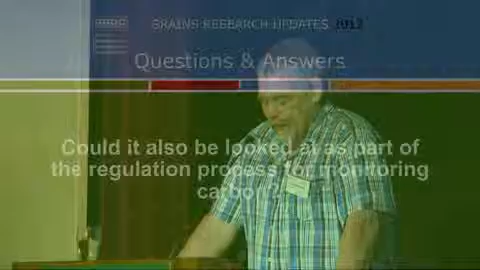 GRAINS RESEARCH UPDATES 2012
Questions & Answers
Could it also be looked at as part of
the regulation process for monitoring
carbon?